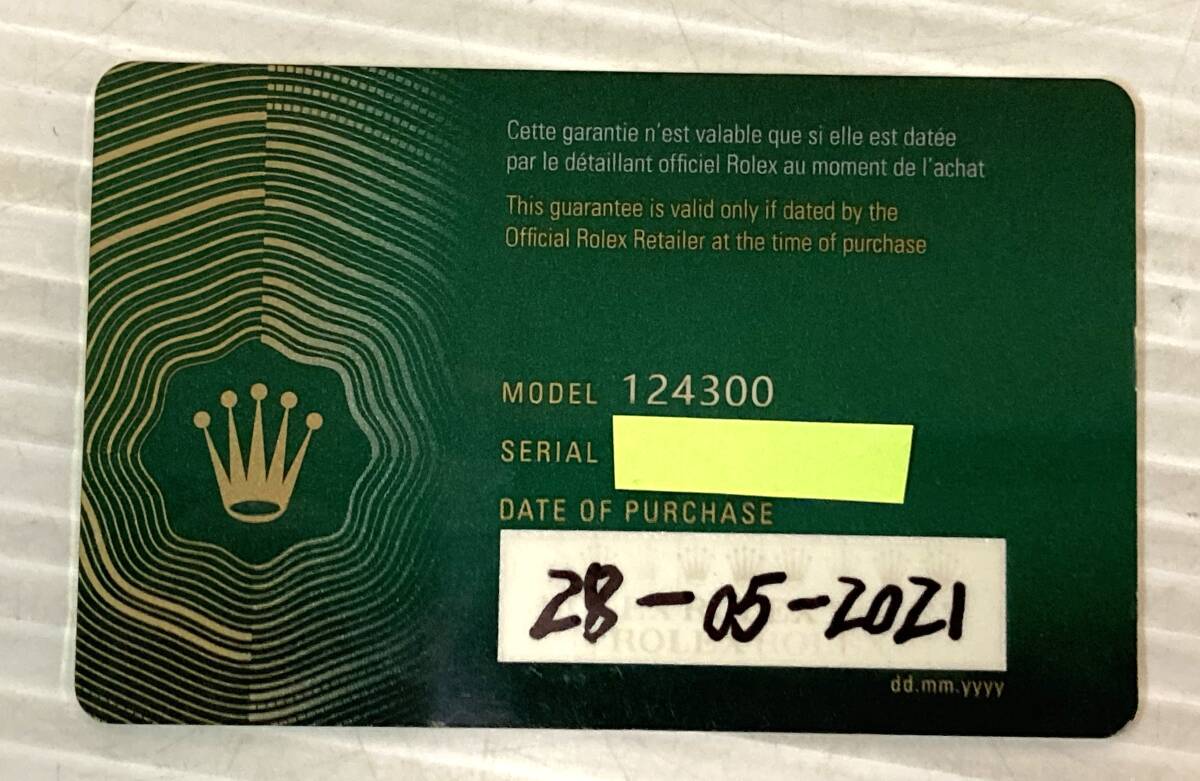 Cette garantie n'est valable que si elle est datée
par le détaillant officiel Rolex au moment de l'achat
This guarantee is valid only if dated by the
Official Rolex Retailer at the time of purchase
MODEL 124300
SERIAL
DATE OF PURCHASE
28-05-2021
dd.mm.yyyy